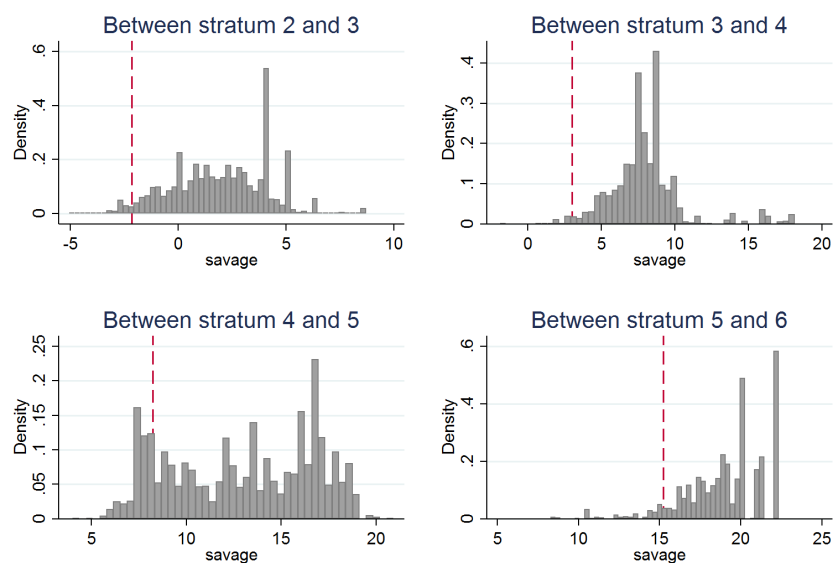 Between stratum 2 and 3
Density
0 .2 .4 .6
-5 0 5 10
savage
Between stratum 3 and 4
Density
0 .1 .2 .3 .4
0 5 10 15 20
savage
Between stratum 4 and 5
Density
0 .05 .1 .15 .2 .25
5 10 15 20
savage
Between stratum 5 and 6
Density
0 .2 .4 .6
5 10 15 20 25
savage